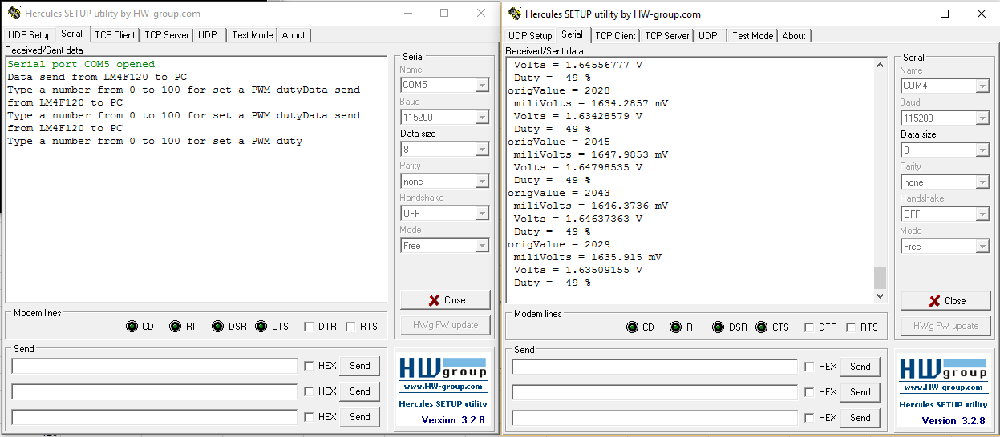 Hercules SETUP utility by HW-group.com
UDP Setup Serial TCP Client TCP Server UDP Test Mode About
Received/Sent data
Serial port COM5 opened
Data send from LM4F120 to PC
Type a number from 0 to 100 for set a PWM dutyData send
from LM4F120 to PC
Type a number from 0 to 100 for set a PWM dutyData send
from LM4F120 to PC
Type a number from 0 to 100 for set a PWM duty
Serial
Name
COM5
Baud
115200
Data size
8
Parity
none
Handshake
OFF
Mode
Free
Close
HWg FW update
Modem lines
CD RI DSR CTS DTR RTS
Send
HEX Send
HEX Send
HEX Send
HW group
www.HW-group.com
Hercules SETUP utility
Version 3.2.8
Hercules SETUP utility by HW-group.com
UDP Setup Serial TCP Client TCP Server UDP Test Mode About
Received/Sent data
Volts = 1.64556777 V
Duty =  49 %
origValue = 2028
miliVolts = 1634.2857 mV
Volts = 1.63428579 V
Duty =  49 %
origValue = 2045
miliVolts = 1647.9853 mV
Volts = 1.64798535 V
Duty =  49 %
origValue = 2043
miliVolts = 1646.3736 mV
Volts = 1.64637363 V
Duty =  49 %
origValue = 2029
miliVolts = 1635.915 mV
Volts = 1.63509155 V
Duty =  49 %
Serial
Name
COM4
Baud
115200
Data size
8
Parity
none
Handshake
OFF
Mode
Free
Close
HWg FW update
Modem lines
CD RI DSR CTS DTR RTS
Send
HEX Send
HEX Send
HEX Send
HW group
www.HW-group.com
Hercules SETUP utility
Version 3.2.8